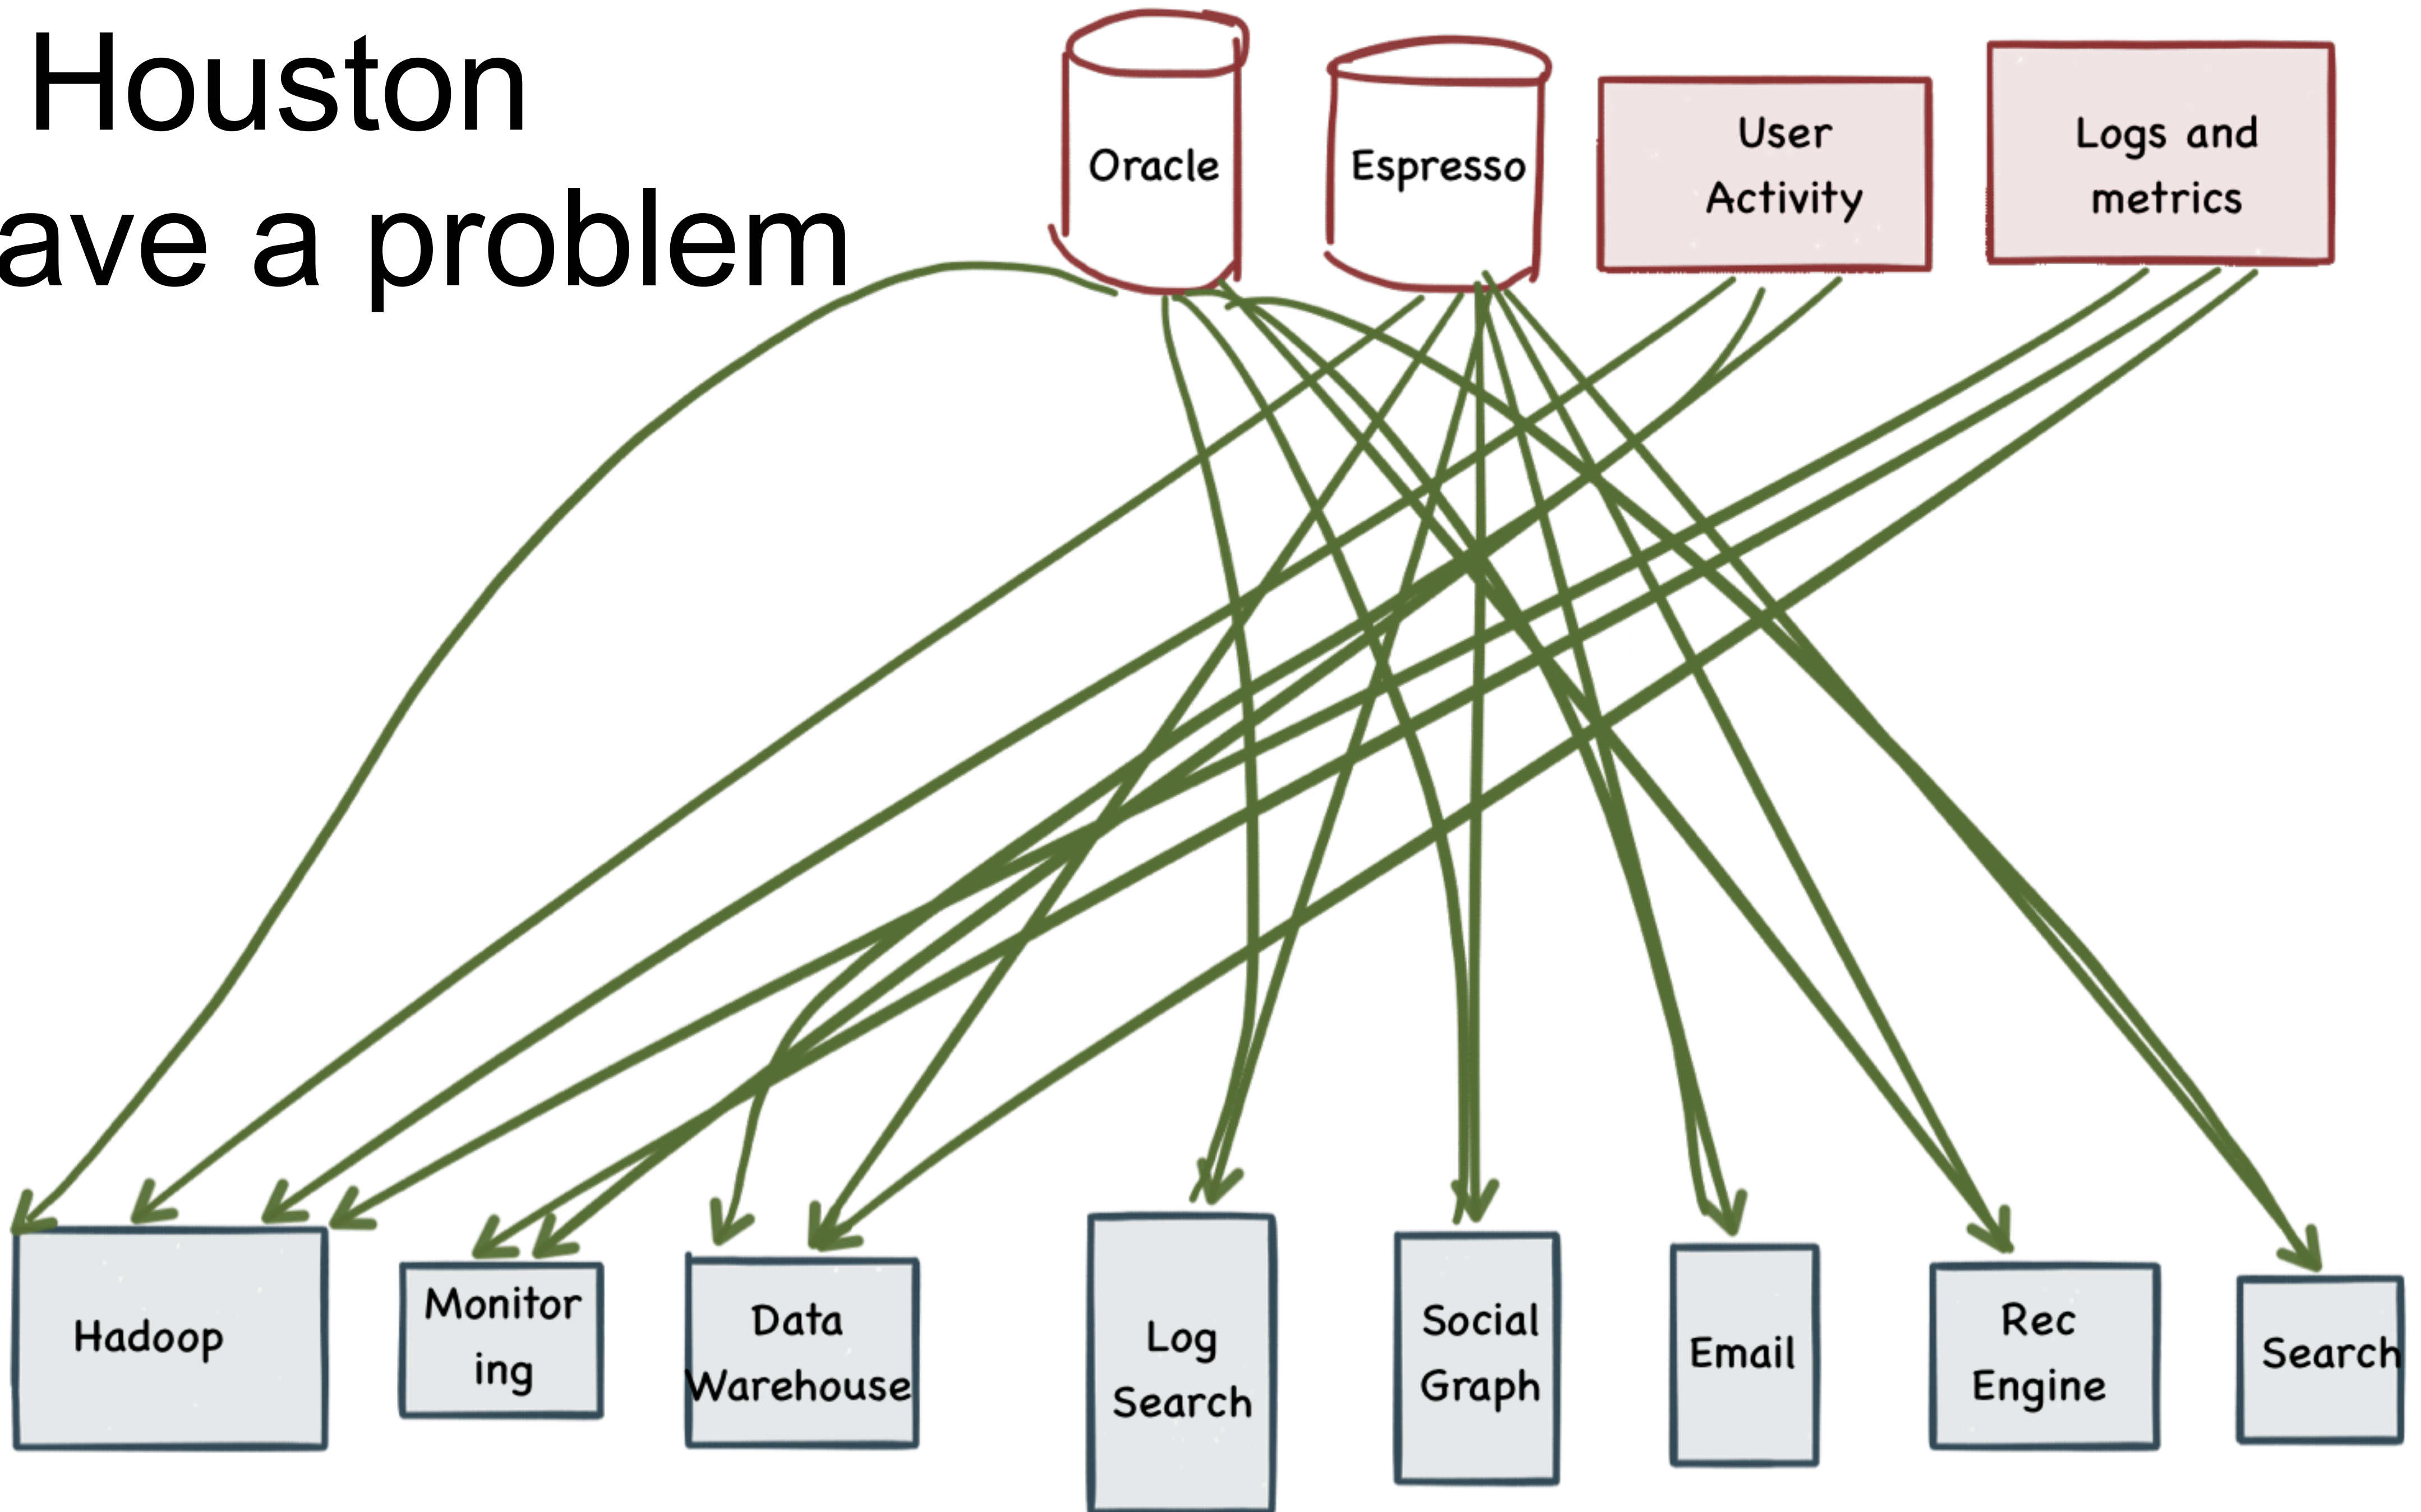 Houston
ave a problem
Oracle
Espresso
User
Activity
Logs and
metrics
Hadoop
Monitor
ing
Data
Warehouse
Log
Search
Social
Graph
Email
Rec
Engine
Search